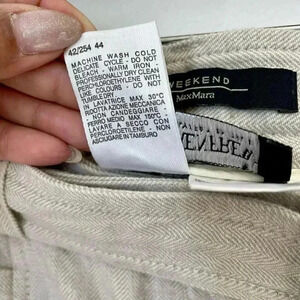 42/254 44
MACHINE WASH COLD
DELICATE CYCLE - DO NOT
BLEACH - WARM IRON -
PROFESSIONALLY DRY CLEAN
PERCHLOROETHYLENE WITH
LIKE COLOURS - DO NOT
TUMBLEDRY
IN LAVATRICE MAX 30°C
RIDOTTA AZIONE MECCANICA
NON CANDEGGIARE -
FERRO MEDIO MAX 150°C
LAVARE A SECCO CON
PERCLOROETILENE - NON
ASCIUGARE IN TAMBURO
WEEKEND
MaxMara